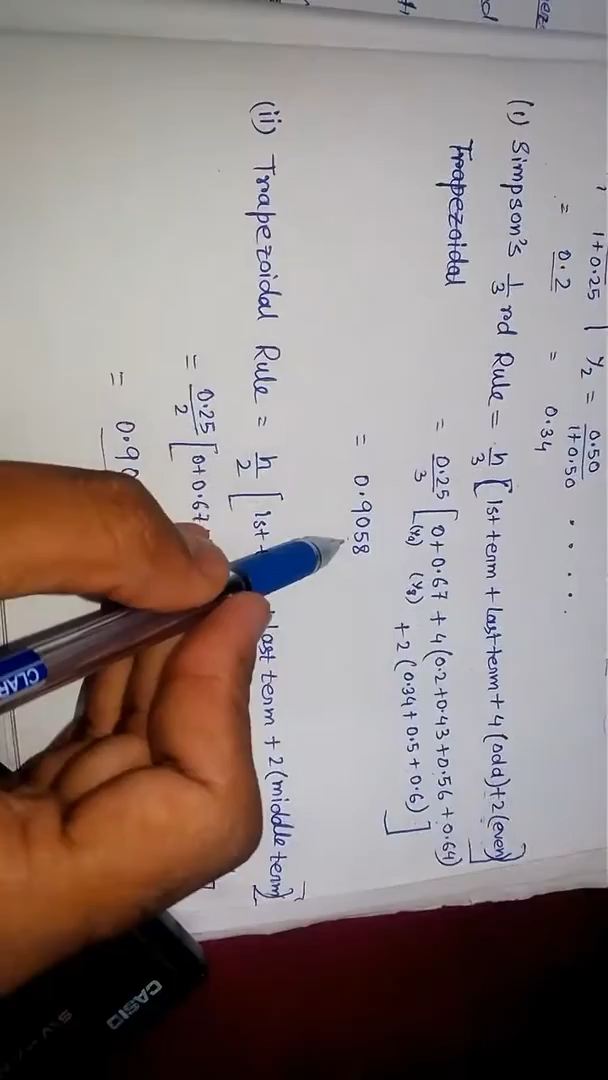 1+0.25 | y₂ = 0.50 / 1+0.50 . . . . .
= 0.2 = 0.34
(i) Simpson's 1/3 rd Rule = h/3 [1st term + last term + 4(odd) + 2(even)]
Trapezoidal
= 0.25/3 [0+0.67 + 4(0.2+0.43+0.56+0.64)
(y₀) (y₈) +2(0.34+0.5+0.6)]
= 0.9058
(ii) Trapezoidal Rule = h/2 [1st last term + 2(middle term)]
= 0.25/2 [0+0.67
= 0.90
CASIO
CLAR